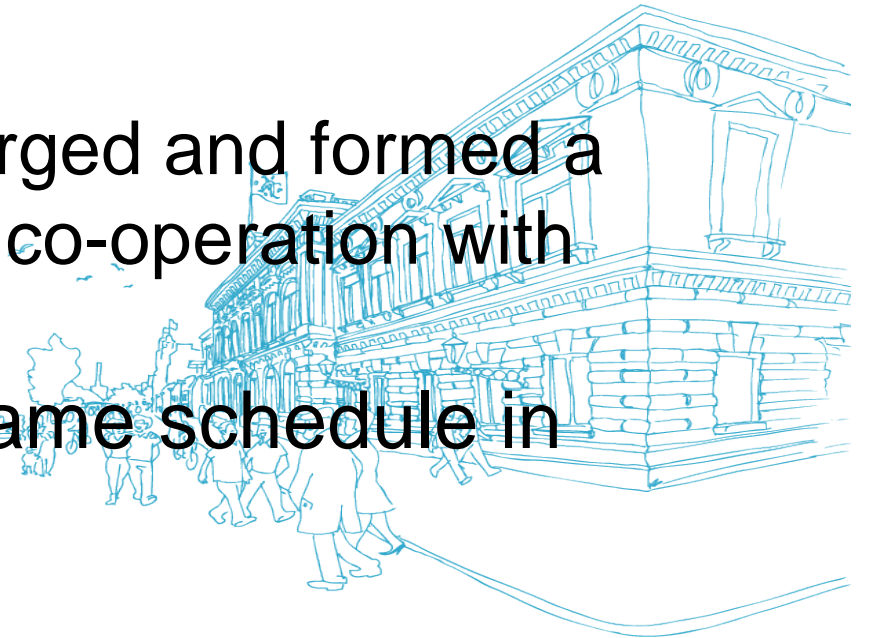 rged and formed a
co-operation with
ame schedule in